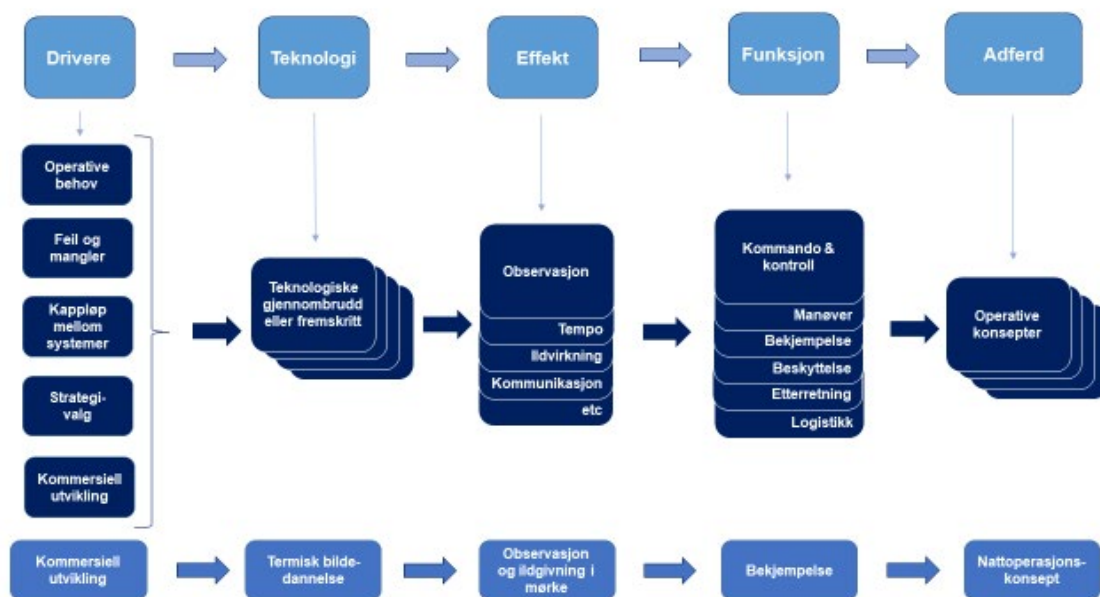 Drivere
Teknologi
Effekt
Funksjon
Adferd
Operative
behov
Feil og
mangler
Kappløp
mellom
systemer
Strategi-
valg
Kommersiell
utvikling
Teknologiske
gjennombrudd
eller fremskritt
Observasjon
Tempo
Ildvirkning
Kommunikasjon
etc
Kommando &
kontroll
Manøver
Bekjempelse
Beskyttelse
Etterretning
Logistikk
Operative
konsepter
Kommersiell
utvikling
Termisk bilde-
dannelse
Observasjon
og ildgivning i
mørke
Bekjempelse
Nattoperasjons-
konsept